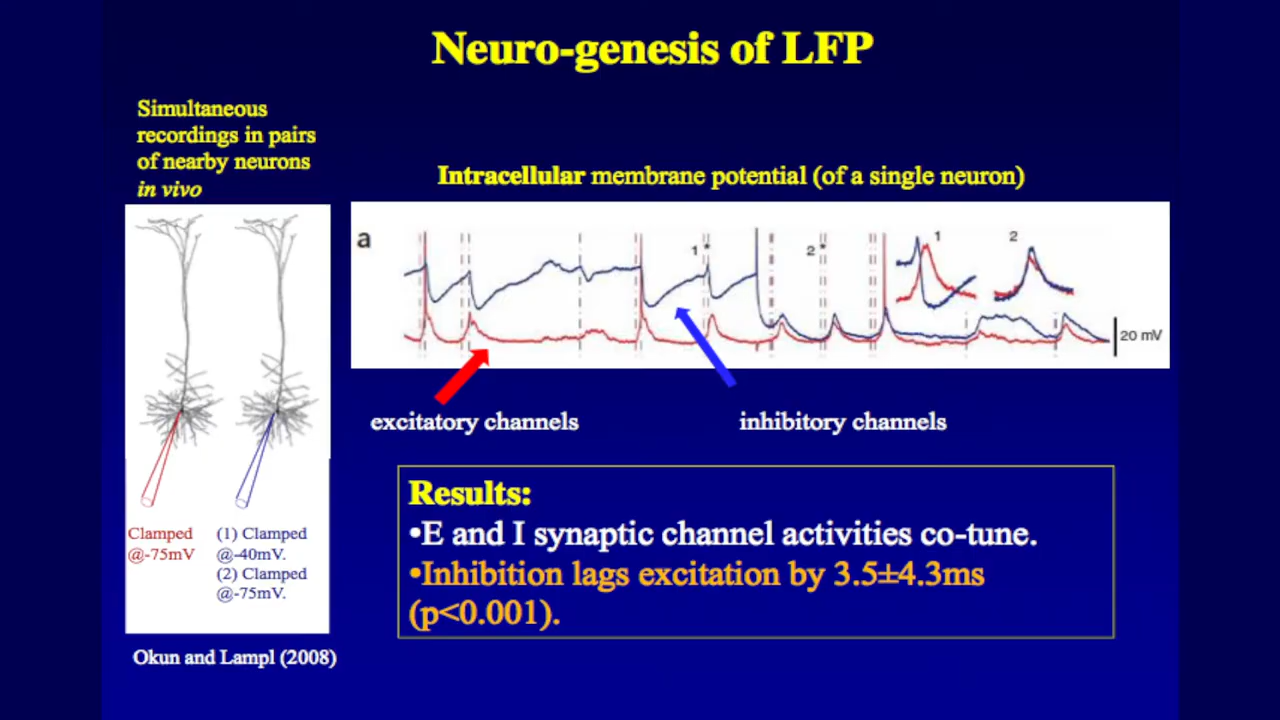 Neuro-genesis of LFP
Simultaneous
recordings in pairs
of nearby neurons
in vivo
Intracellular membrane potential (of a single neuron)
a
1 *
2 *
1
2
20 mV
excitatory channels
inhibitory channels
Clamped
@-75mV
(1) Clamped
@-40mV.
(2) Clamped
@-75mV.
Results:
•E and I synaptic channel activities co-tune.
•Inhibition lags excitation by 3.5±4.3ms
(p<0.001).
Okun and Lampl (2008)